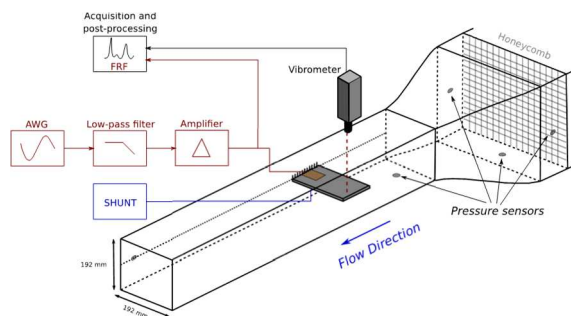 Acquisition and
post-processing
FRF
Honeycomb
Vibrometer
AWG
Low-pass filter
Amplifier
SHUNT
Pressure sensors
Flow Direction
192 mm
192 mm